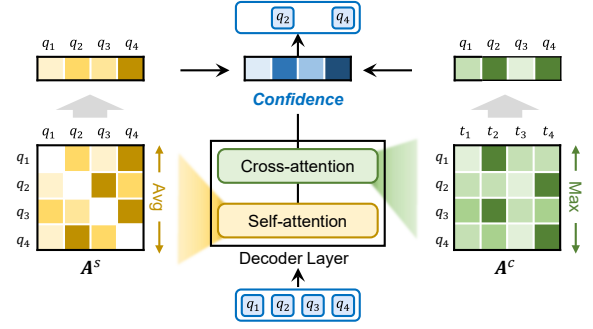 q2 q4
q1 q2 q3 q4
q1 q2 q3 q4
Confidence
q1 q2 q3 q4
t1 t2 t3 t4
q1
q2
q3
q4
Avg
A^s
Cross-attention
Self-attention
Decoder Layer
q1
q2
q3
q4
Max
A^c
q1 q2 q3 q4